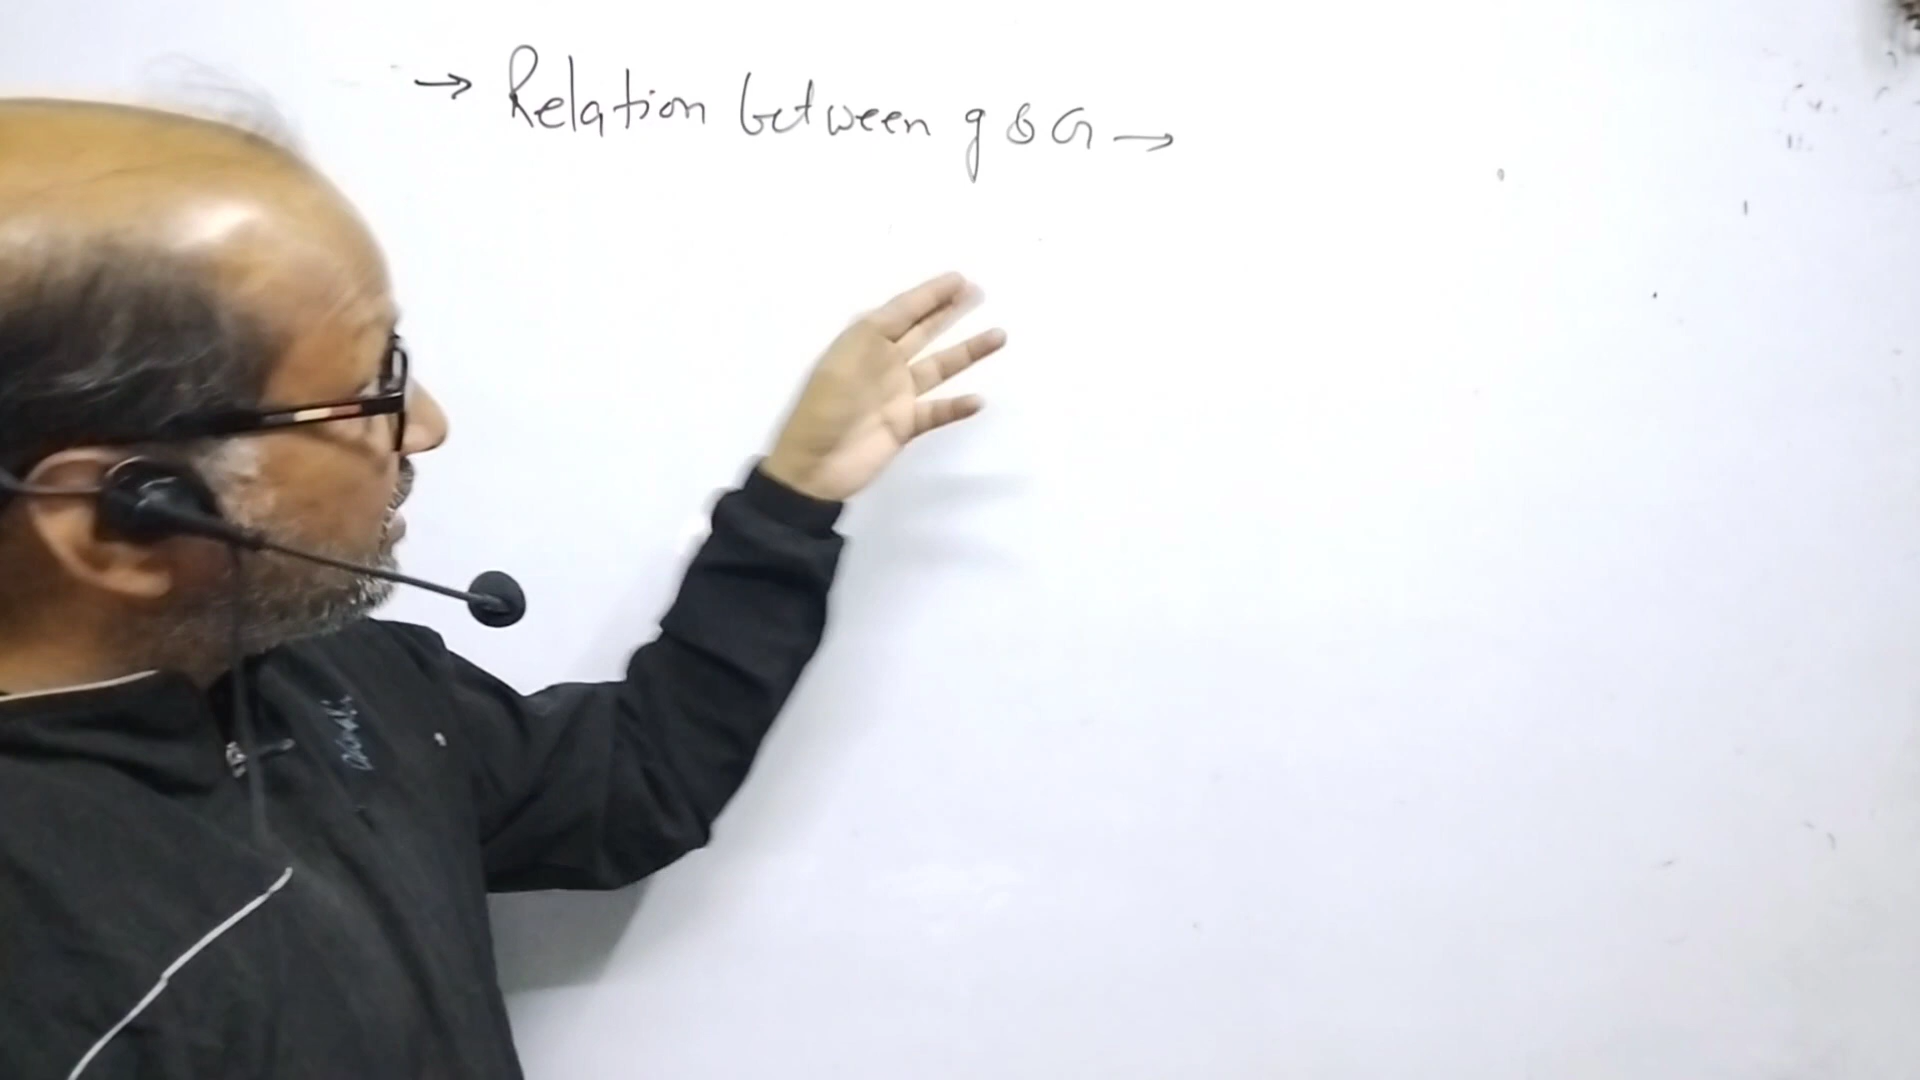 → Relation between g & G →